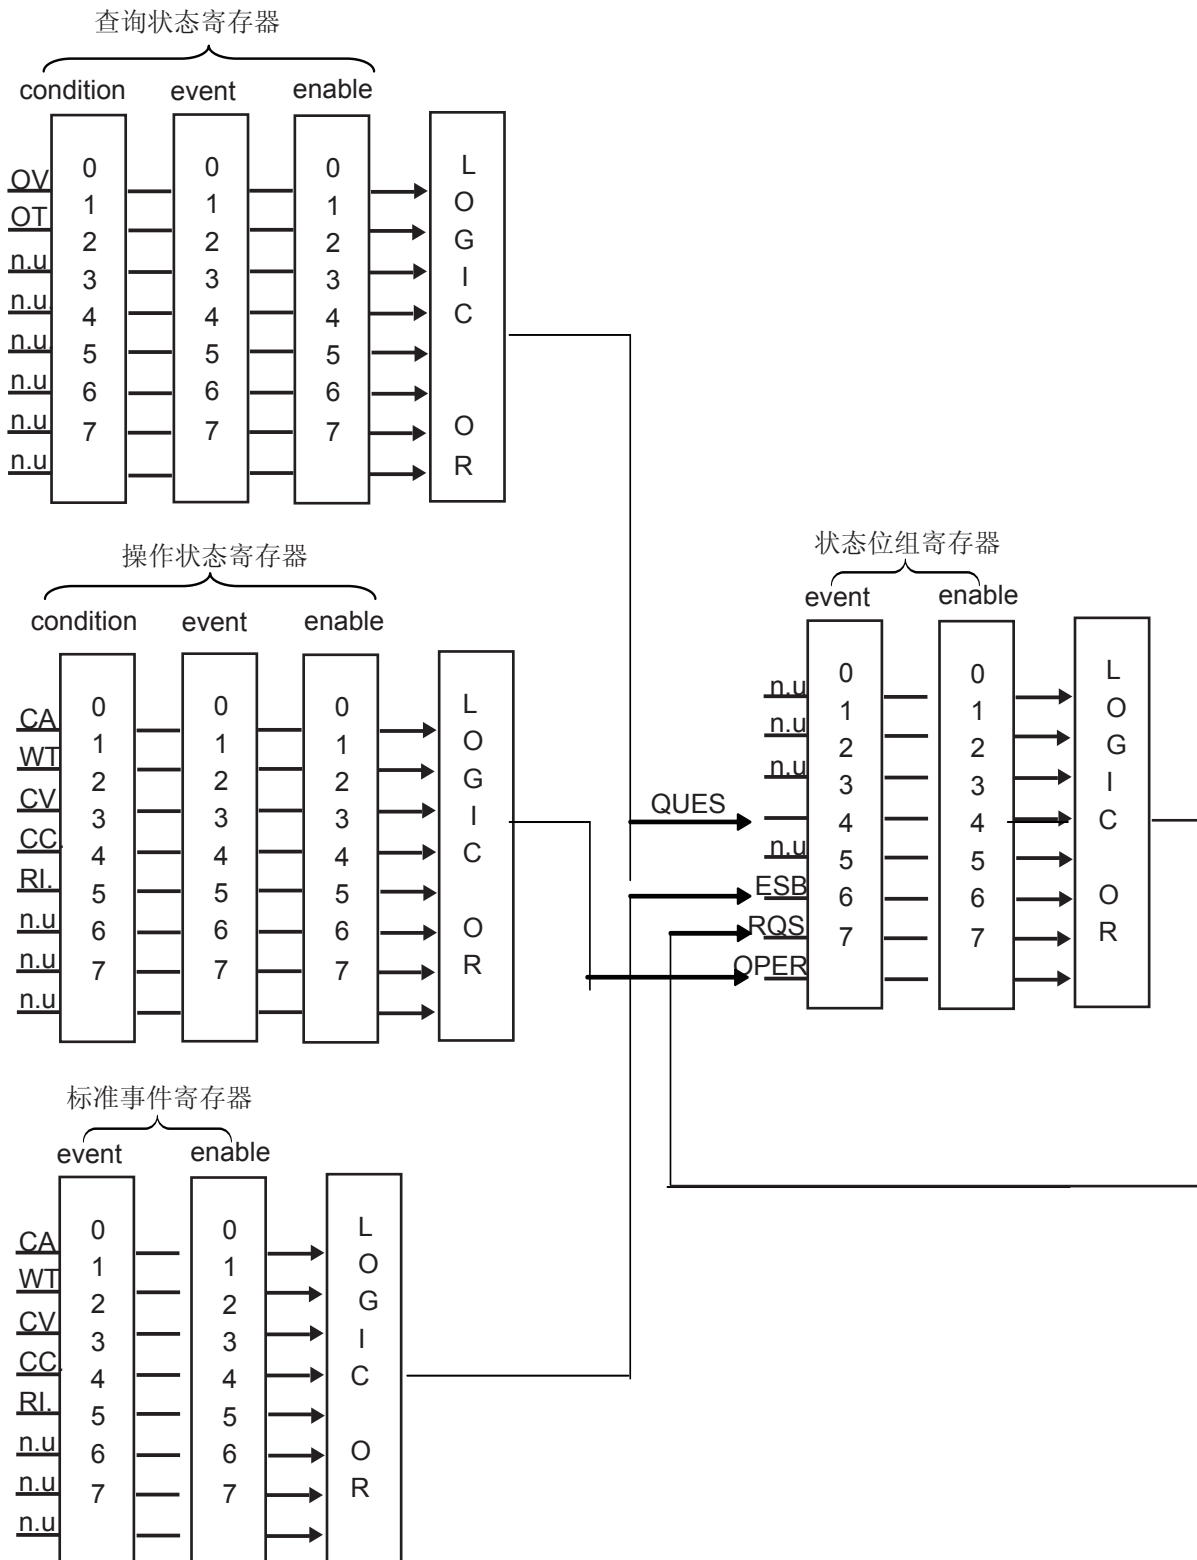 查询状态寄存器
condition event enable
OV
OT
n.u
n.u.
n.u.
n.u
n.u
n.u
0 1 2 3 4 5 6 7
0 1 2 3 4 5 6 7
0 1 2 3 4 5 6 7
LOGIC OR
操作状态寄存器
condition event enable
CA
WT
CV
CC.
RI.
n.u
n.u
n.u
0 1 2 3 4 5 6 7
0 1 2 3 4 5 6 7
0 1 2 3 4 5 6 7
LOGIC OR
标准事件寄存器
event enable
CA
WT
CV
CC.
RI.
n.u
n.u
n.u
0 1 2 3 4 5 6 7
0 1 2 3 4 5 6 7
LOGIC OR
状态位组寄存器
event enable
n.u
n.u
n.u
QUES
n.u
ESB
RQS
OPER
0 1 2 3 4 5 6 7
0 1 2 3 4 5 6 7
LOGIC OR